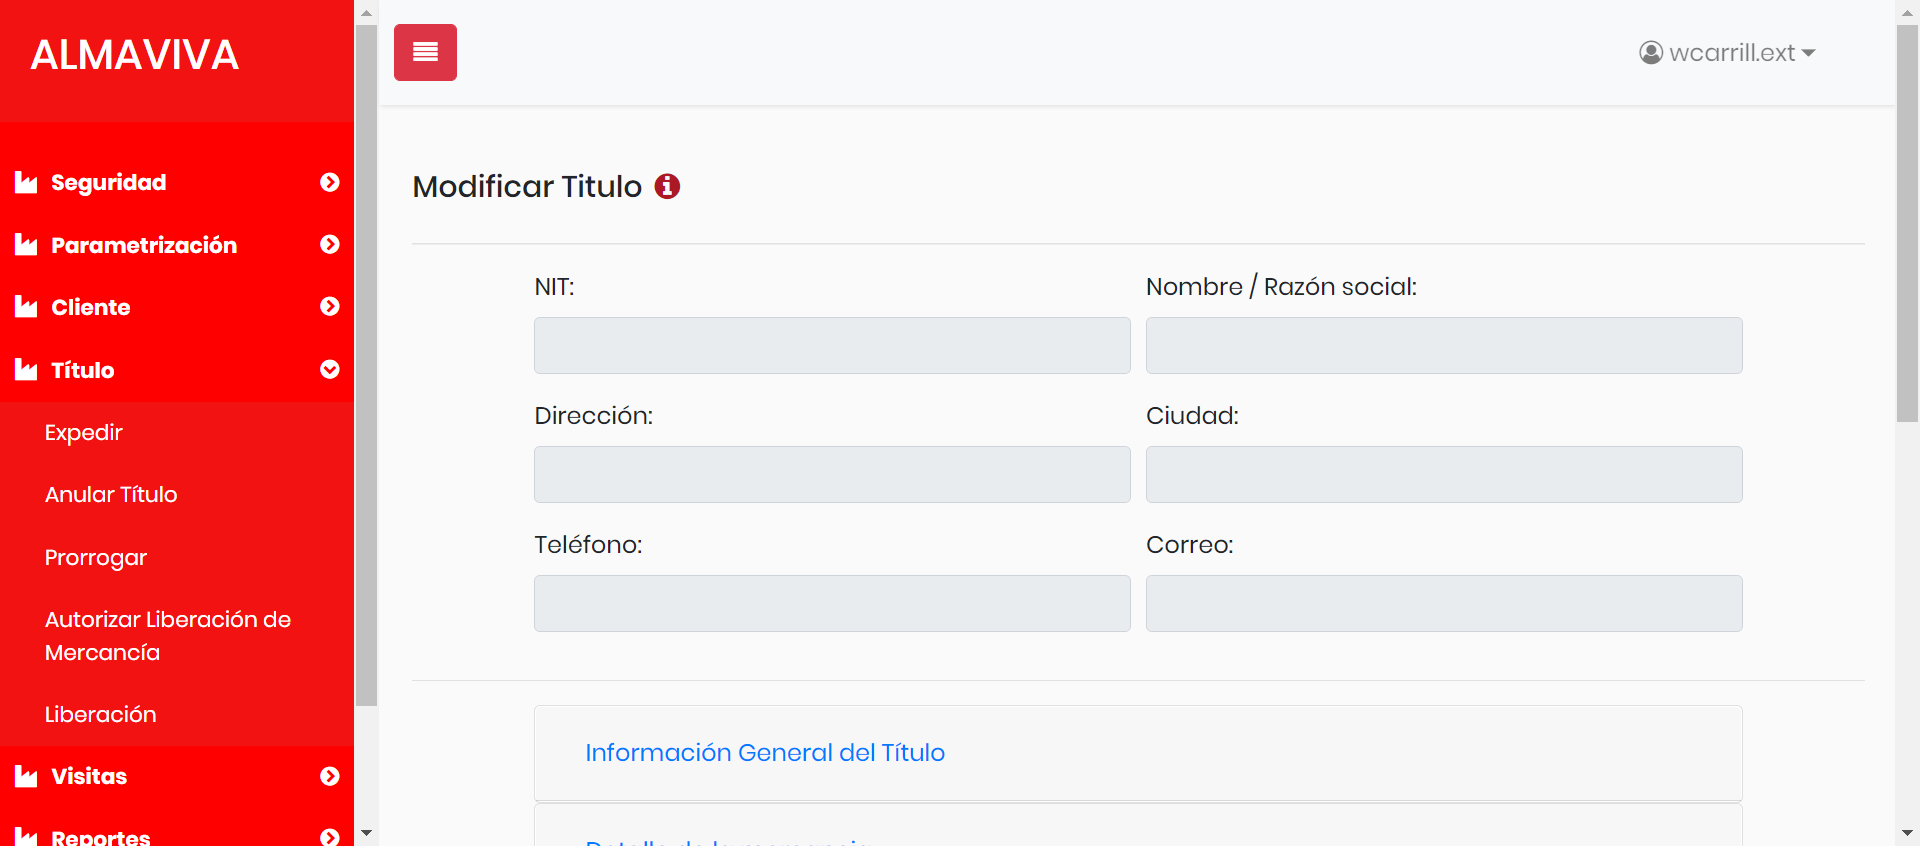 ALMAVIVA
wcarrill.ext
Seguridad
Parametrización
Cliente
Título
Expedir
Anular Título
Prorrogar
Autorizar Liberación de
Mercancía
Liberación
Visitas
Reportes
Modificar Titulo
NIT:
Nombre / Razón social:
Dirección:
Ciudad:
Teléfono:
Correo:
Información General del Título